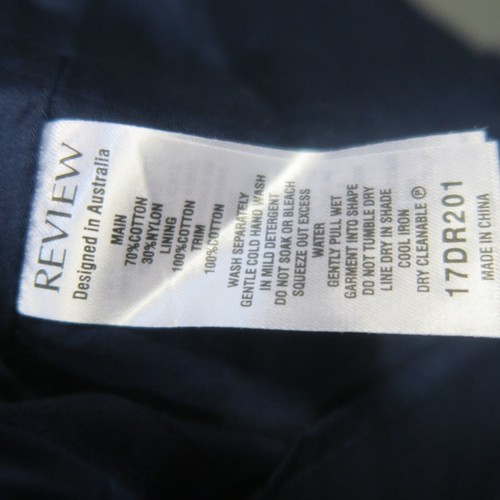 REVIEW
Designed in Australia
MAIN
70%COTTON
30%NYLON
LINING
100%COTTON
TRIM
100%COTTON
WASH SEPARATELY
GENTLE COLD HAND WASH
IN MILD DETERGENT
DO NOT SOAK OR BLEACH
SQUEEZE OUT EXCESS
WATER
GENTLY PULL WET
GARMENT INTO SHAPE
DO NOT TUMBLE DRY
LINE DRY IN SHADE
COOL IRON
DRY CLEANABLE Ⓟ
17DR201
MADE IN CHINA